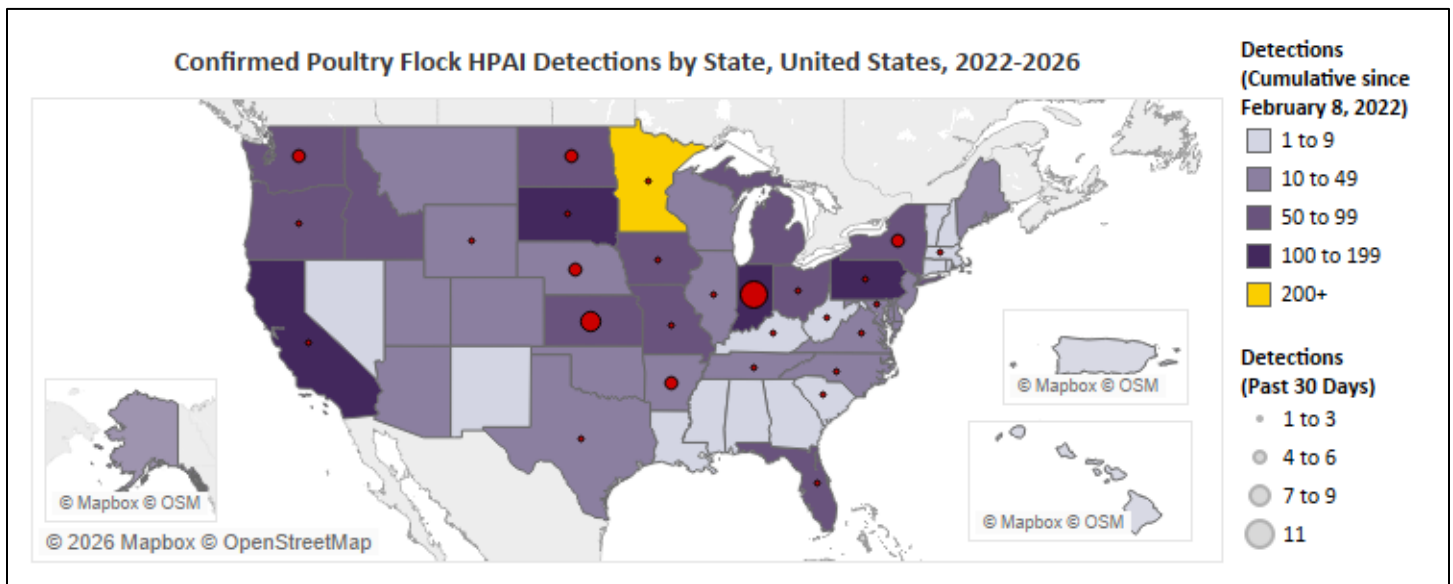 Confirmed Poultry Flock HPAI Detections by State, United States, 2022-2026
Detections
(Cumulative since
February 8, 2022)
1 to 9
10 to 49
50 to 99
100 to 199
200+
Detections
(Past 30 Days)
1 to 3
4 to 6
7 to 9
11
© Mapbox © OSM
© Mapbox © OSM
© Mapbox © OSM
© 2026 Mapbox © OpenStreetMap